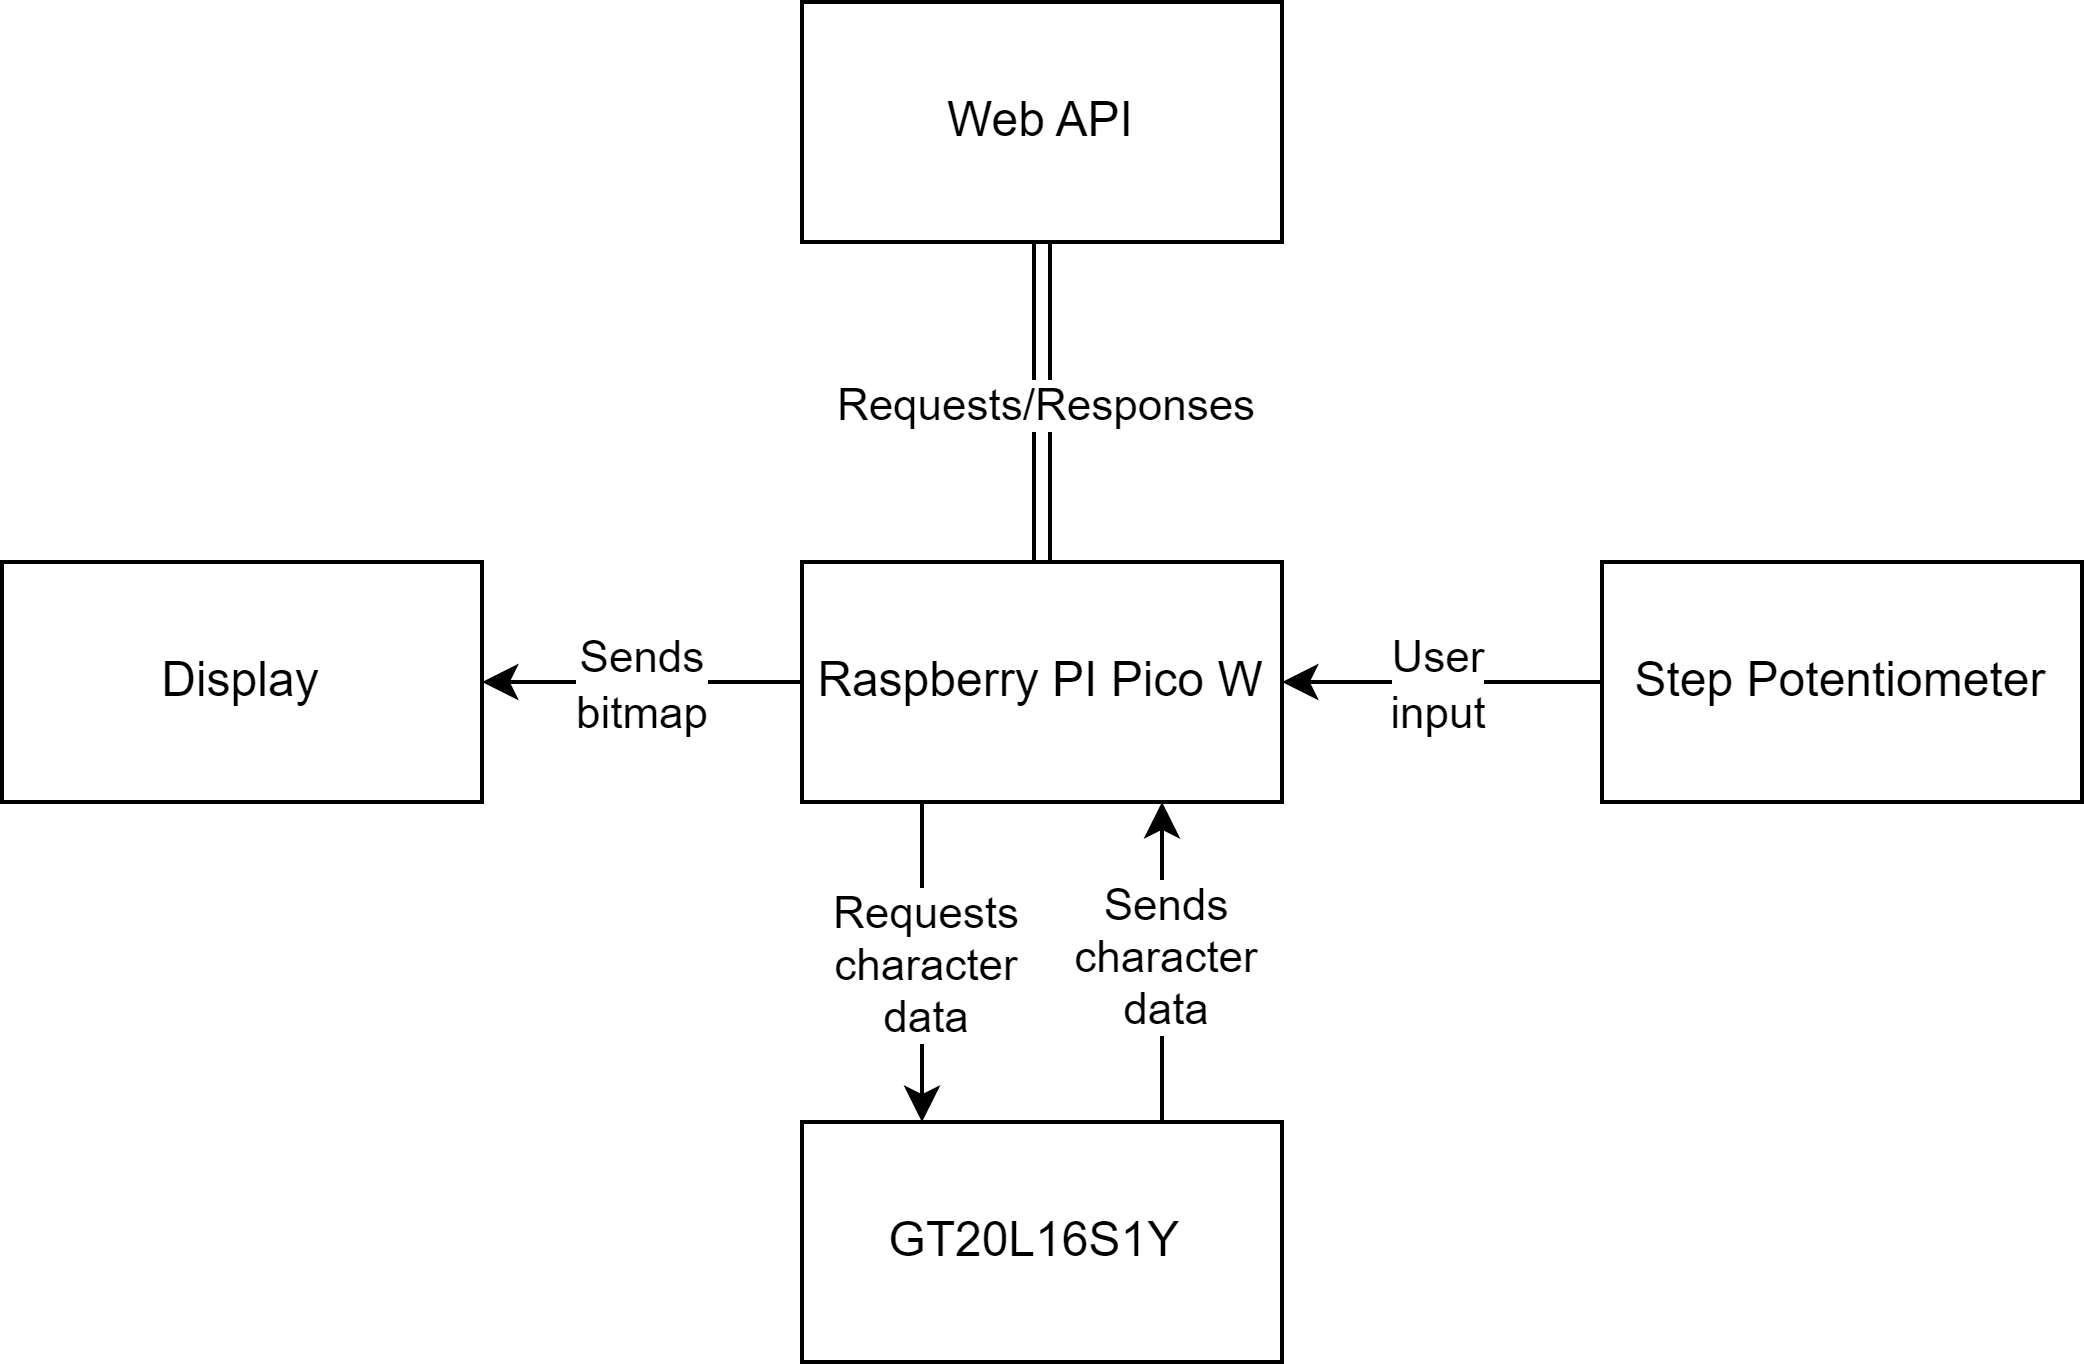 Web API
Requests/Responses
Display
Sends
bitmap
Raspberry PI Pico W
User
input
Step Potentiometer
Requests
character
data
Sends
character
data
GT20L16S1Y